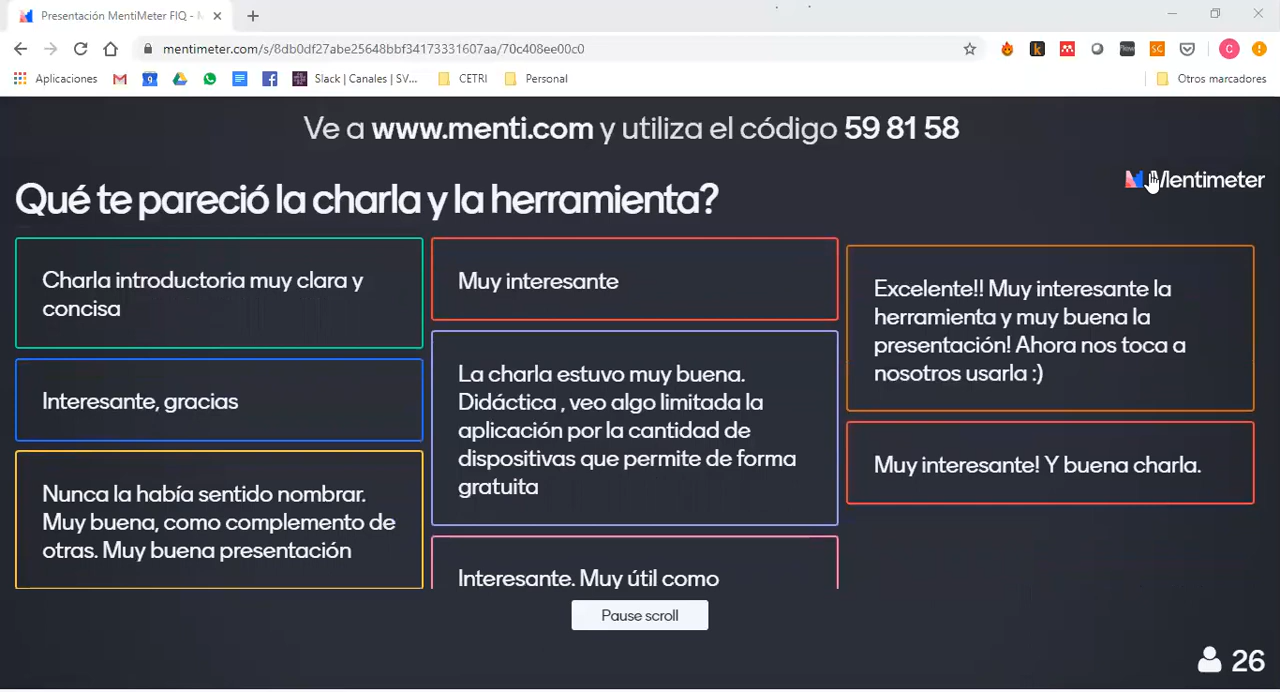 Presentación MentiMeter FIQ - M
mentimeter.com/s/8db0df27abe25648bbf34173331607aa/70c408ee00c0
Aplicaciones
Slack | Canales | SV...
CETRI
Personal
Otros marcadores
Ve a www.menti.com y utiliza el código 59 81 58
Mentimeter
Qué te pareció la charla y la herramienta?
Charla introductoria muy clara y
concisa
Interesante, gracias
Nunca la había sentido nombrar.
Muy buena, como complemento de
otras. Muy buena presentación
Muy interesante
La charla estuvo muy buena.
Didáctica , veo algo limitada la
aplicación por la cantidad de
dispositivas que permite de forma
gratuita
Interesante. Muy útil como
Excelente!! Muy interesante la
herramienta y muy buena la
presentación! Ahora nos toca a
nosotros usarla :)
Muy interesante! Y buena charla.
Pause scroll
26